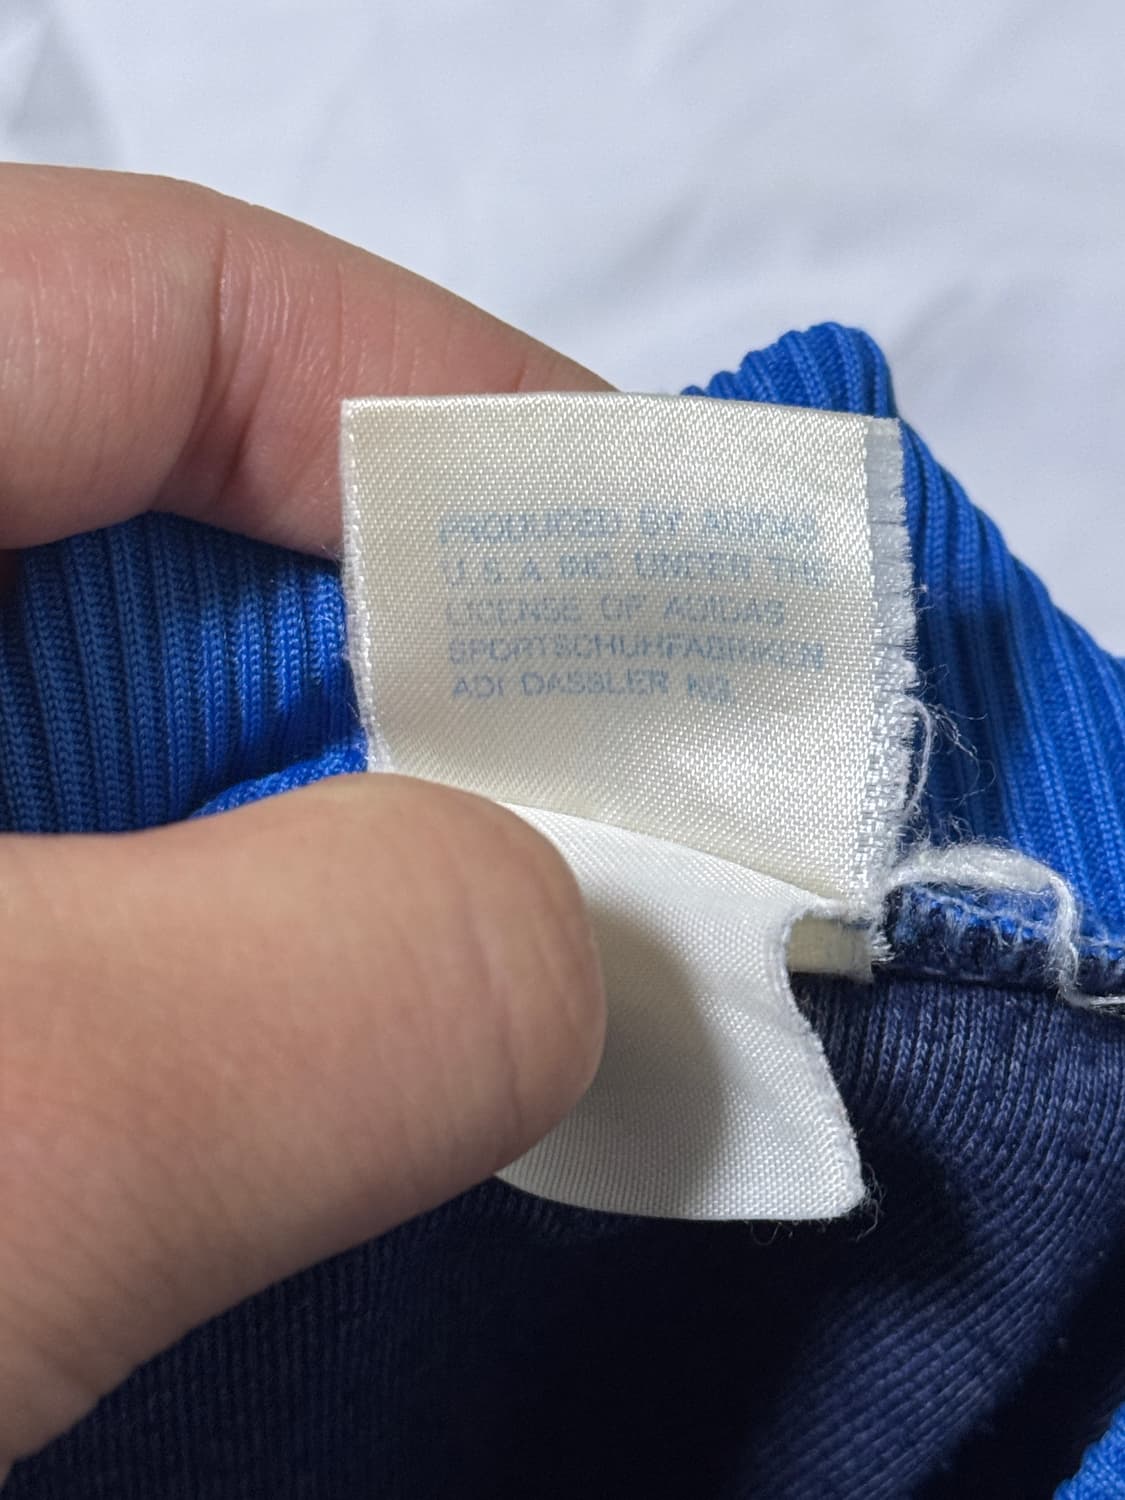 PRODUCED BY ADIDAS
U.S.A. INC. UNDER THE
LICENSE OF ADIDAS
SPORTSCHUHFABRIKEN
ADI DASSLER KG.